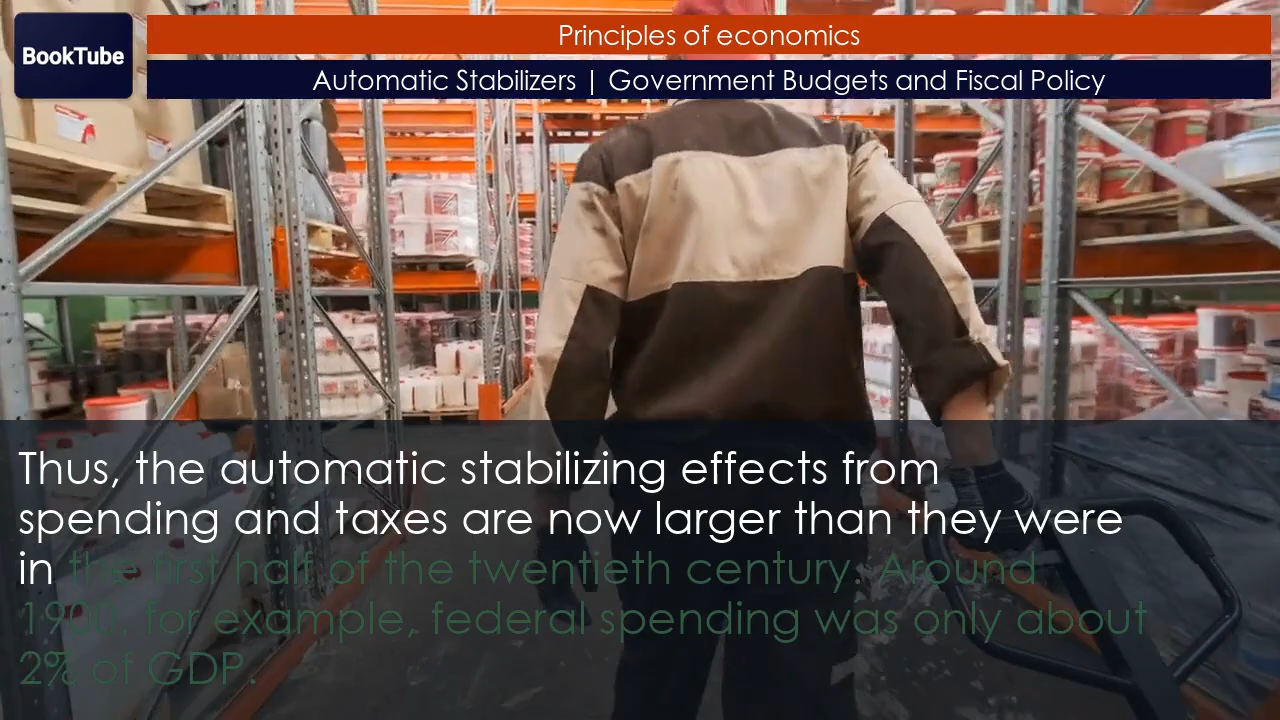 BookTube
Principles of economics
Automatic Stabilizers | Government Budgets and Fiscal Policy
Thus, the automatic stabilizing effects from
spending and taxes are now larger than they were
in the first half of the twentieth century. Around
1900, for example, federal spending was only about
2% of GDP.